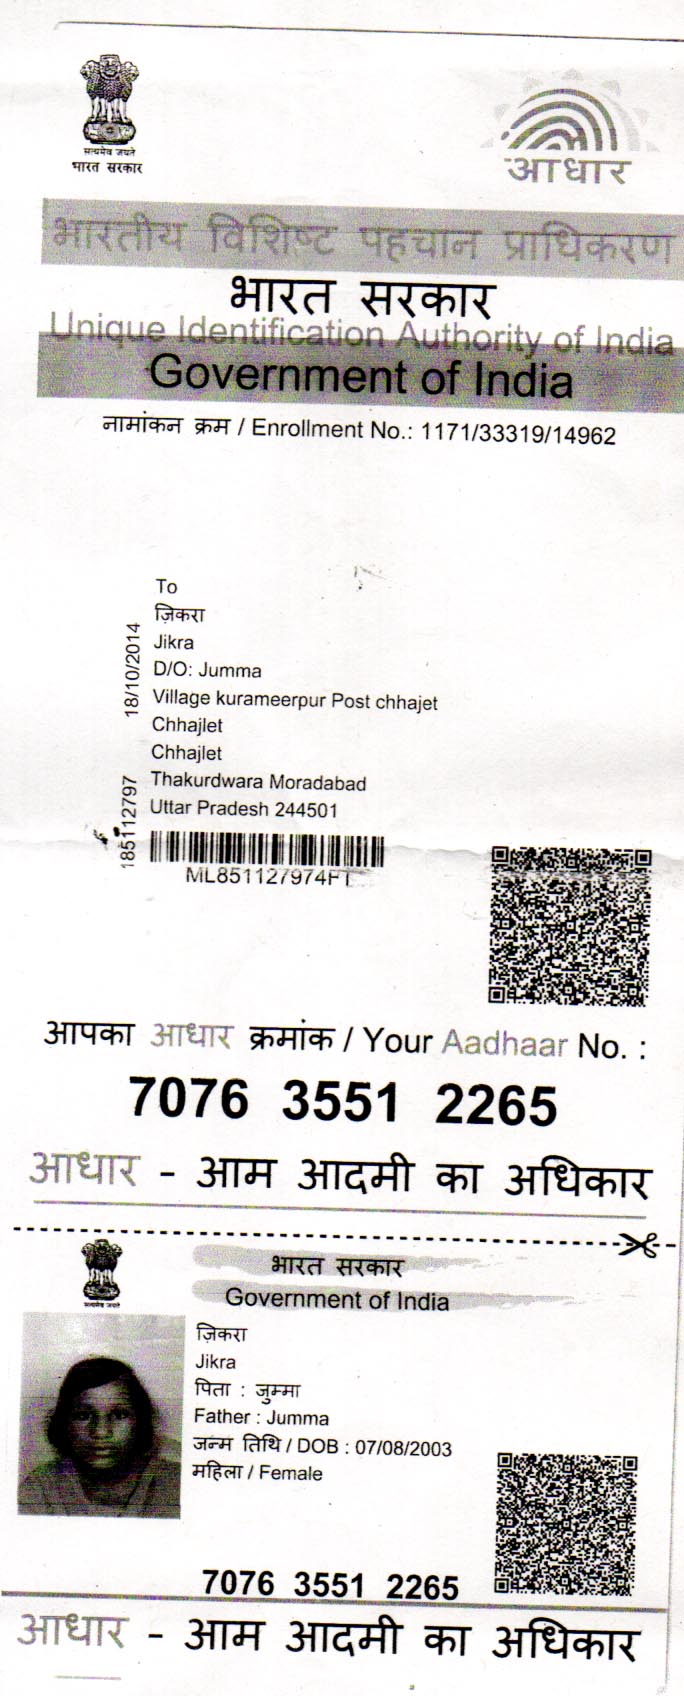 सत्यमेव जयते
भारत सरकार
आधार
भारतीय विशिष्ट पहचान प्राधिकरण
भारत सरकार
Unique Identification Authority of India
Government of India
नामांकन क्रम / Enrollment No.: 1171/33319/14962
To
ज़िकरा
Jikra
D/O: Jumma
Village kurameerpur Post chhajet
Chhajlet
Chhajlet
Thakurdwara Moradabad
Uttar Pradesh 244501
18/10/2014
185112797
ML851127974FT
आपका आधार क्रमांक / Your Aadhaar No. :
7076 3551 2265
आधार - आम आदमी का अधिकार
सत्यमेव जयते
भारत सरकार
Government of India
ज़िकरा
Jikra
पिता : जुम्मा
Father : Jumma
जन्म तिथि / DOB : 07/08/2003
महिला / Female
7076 3551 2265
आधार - आम आदमी का अधिकार